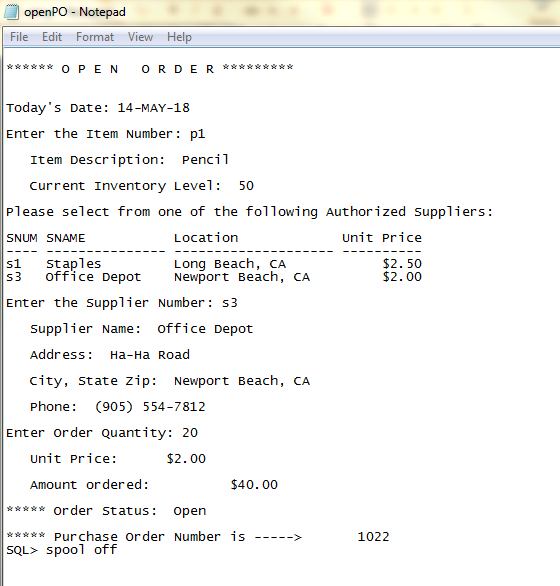 openPO - Notepad
File Edit Format View Help
****** O P E N   O R D E R *********
Today's Date: 14-MAY-18
Enter the Item Number: p1
   Item Description:  Pencil
   Current Inventory Level:  50
Please select from one of the following Authorized Suppliers:
SNUM SNAME           Location             Unit Price
---- --------------- -------------------- ----------
s1   Staples         Long Beach, CA            $2.50
s3   Office Depot    Newport Beach, CA         $2.00
Enter the Supplier Number: s3
   Supplier Name:  Office Depot
   Address:  Ha-Ha Road
   City, State Zip:  Newport Beach, CA
   Phone:  (905) 554-7812
Enter Order Quantity: 20
   Unit Price:      $2.00
   Amount ordered:          $40.00
***** Order Status:  Open
***** Purchase Order Number is ----->       1022
SQL> spool off